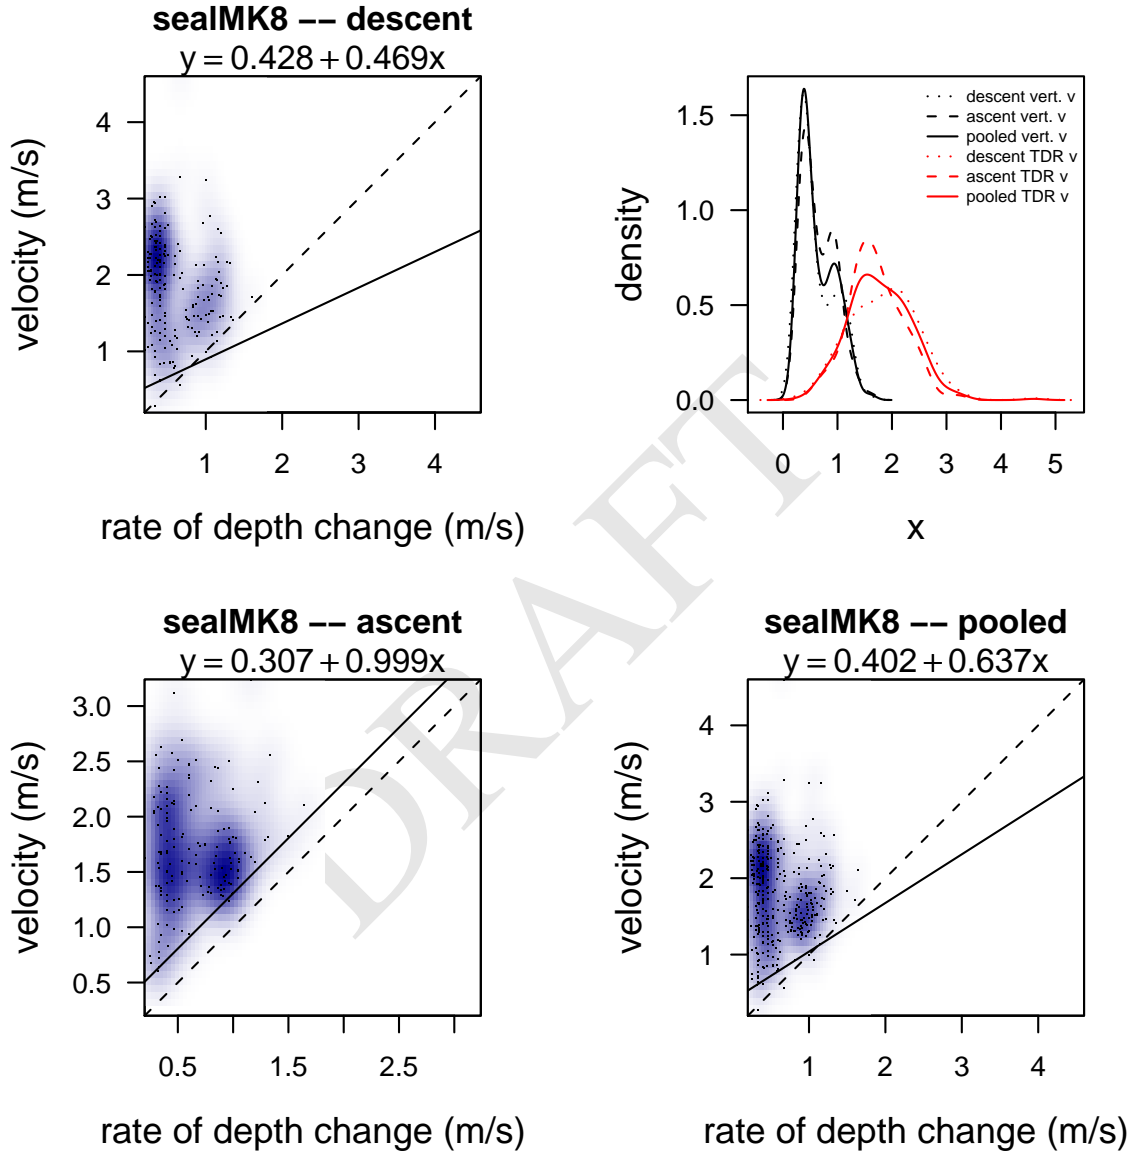 sealMK8 −− descent
y = 0.428 + 0.469x
velocity (m/s)
4
3
2
1
1 2 3 4
rate of depth change (m/s)
descent vert. v
ascent vert. v
pooled vert. v
descent TDR v
ascent TDR v
pooled TDR v
density
1.5
1.0
0.5
0.0
0 1 2 3 4 5
x
DRAFT
sealMK8 −− ascent
y = 0.307 + 0.999x
velocity (m/s)
3.0
2.5
2.0
1.5
1.0
0.5
0.5 1.5 2.5
rate of depth change (m/s)
sealMK8 −− pooled
y = 0.402 + 0.637x
velocity (m/s)
4
3
2
1
1 2 3 4
rate of depth change (m/s)